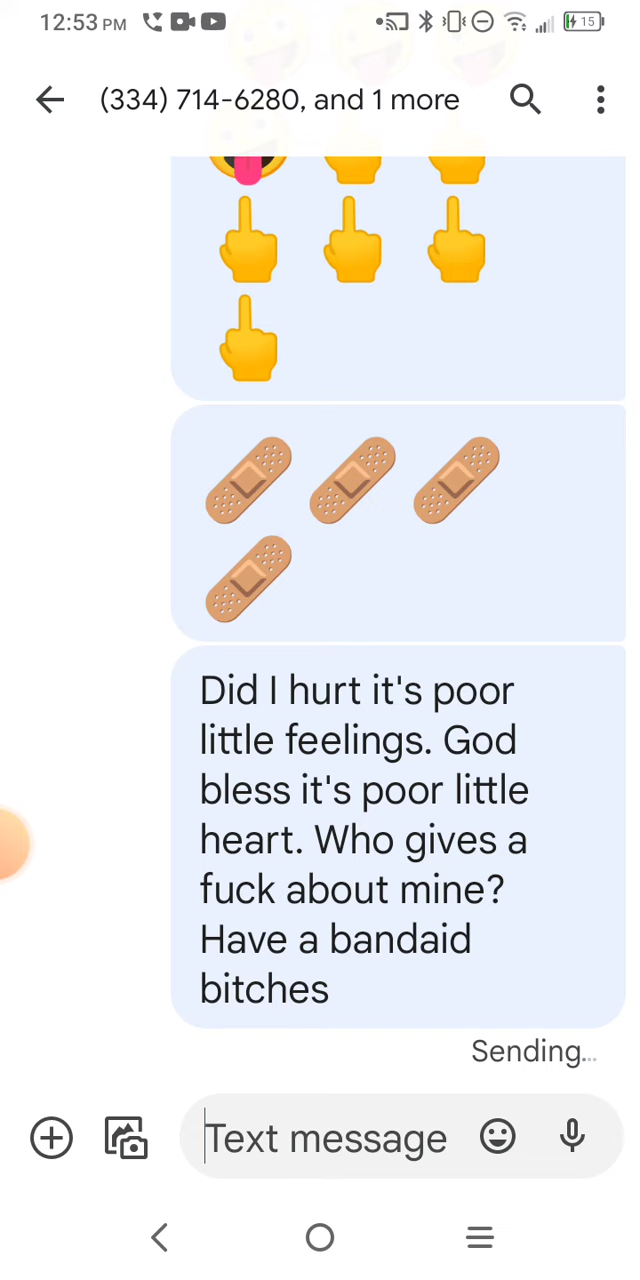 12:53 PM
15
(334) 714-6280, and 1 more
Did I hurt it's poor
little feelings. God
bless it's poor little
heart. Who gives a
fuck about mine?
Have a bandaid
bitches
Sending...
Text message